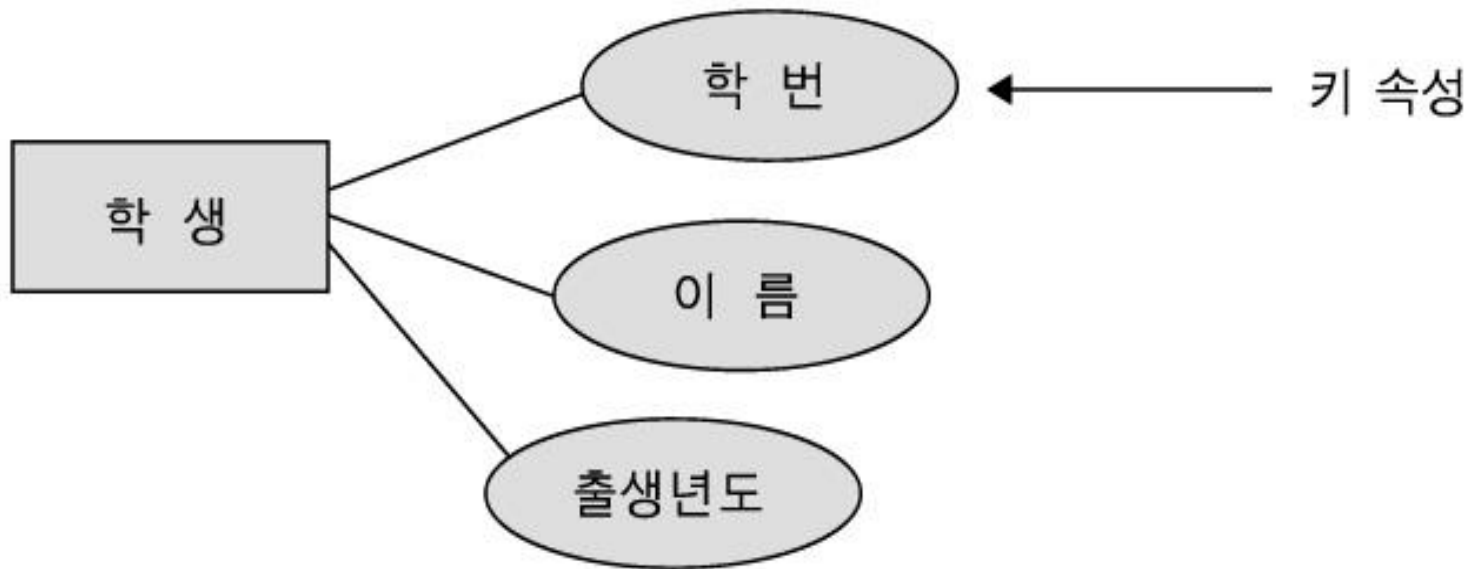 학 번
키 속성
학 생
이 름
출생년도